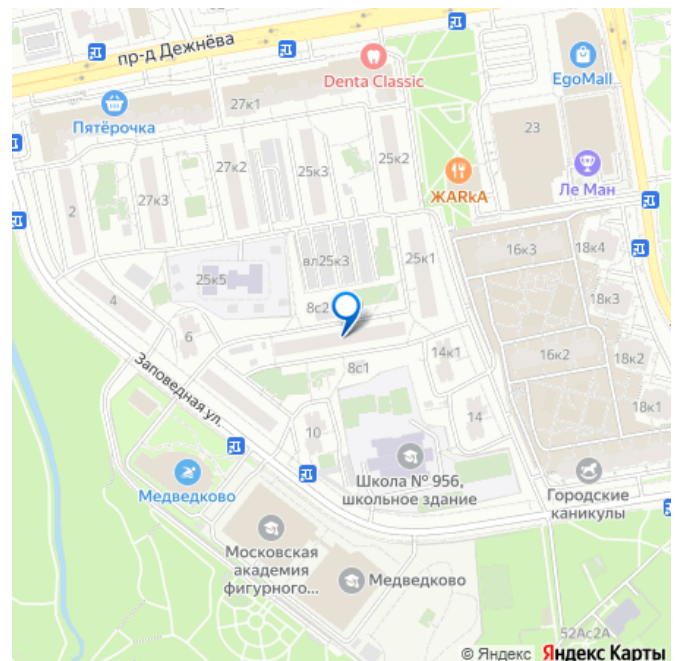 пр-д Дежнёва
Denta Classic
EgoMall
27к1
Пятёрочка
23
27к2
25к3
25к2
Ле Ман
ЖАRkА
27к3
2
16к3
18к4
вл25к3
25к1
25к5
4
8с2
18к3
6
14к1
16к2
18к2
8с1
Заповедная ул.
18к1
10
14
Школа № 956,
школьное здание
Медведково
Городские
каникулы
Московская
академия
фигурного...
Медведково
52Ас2А
© Яндекс Яндекс Карты